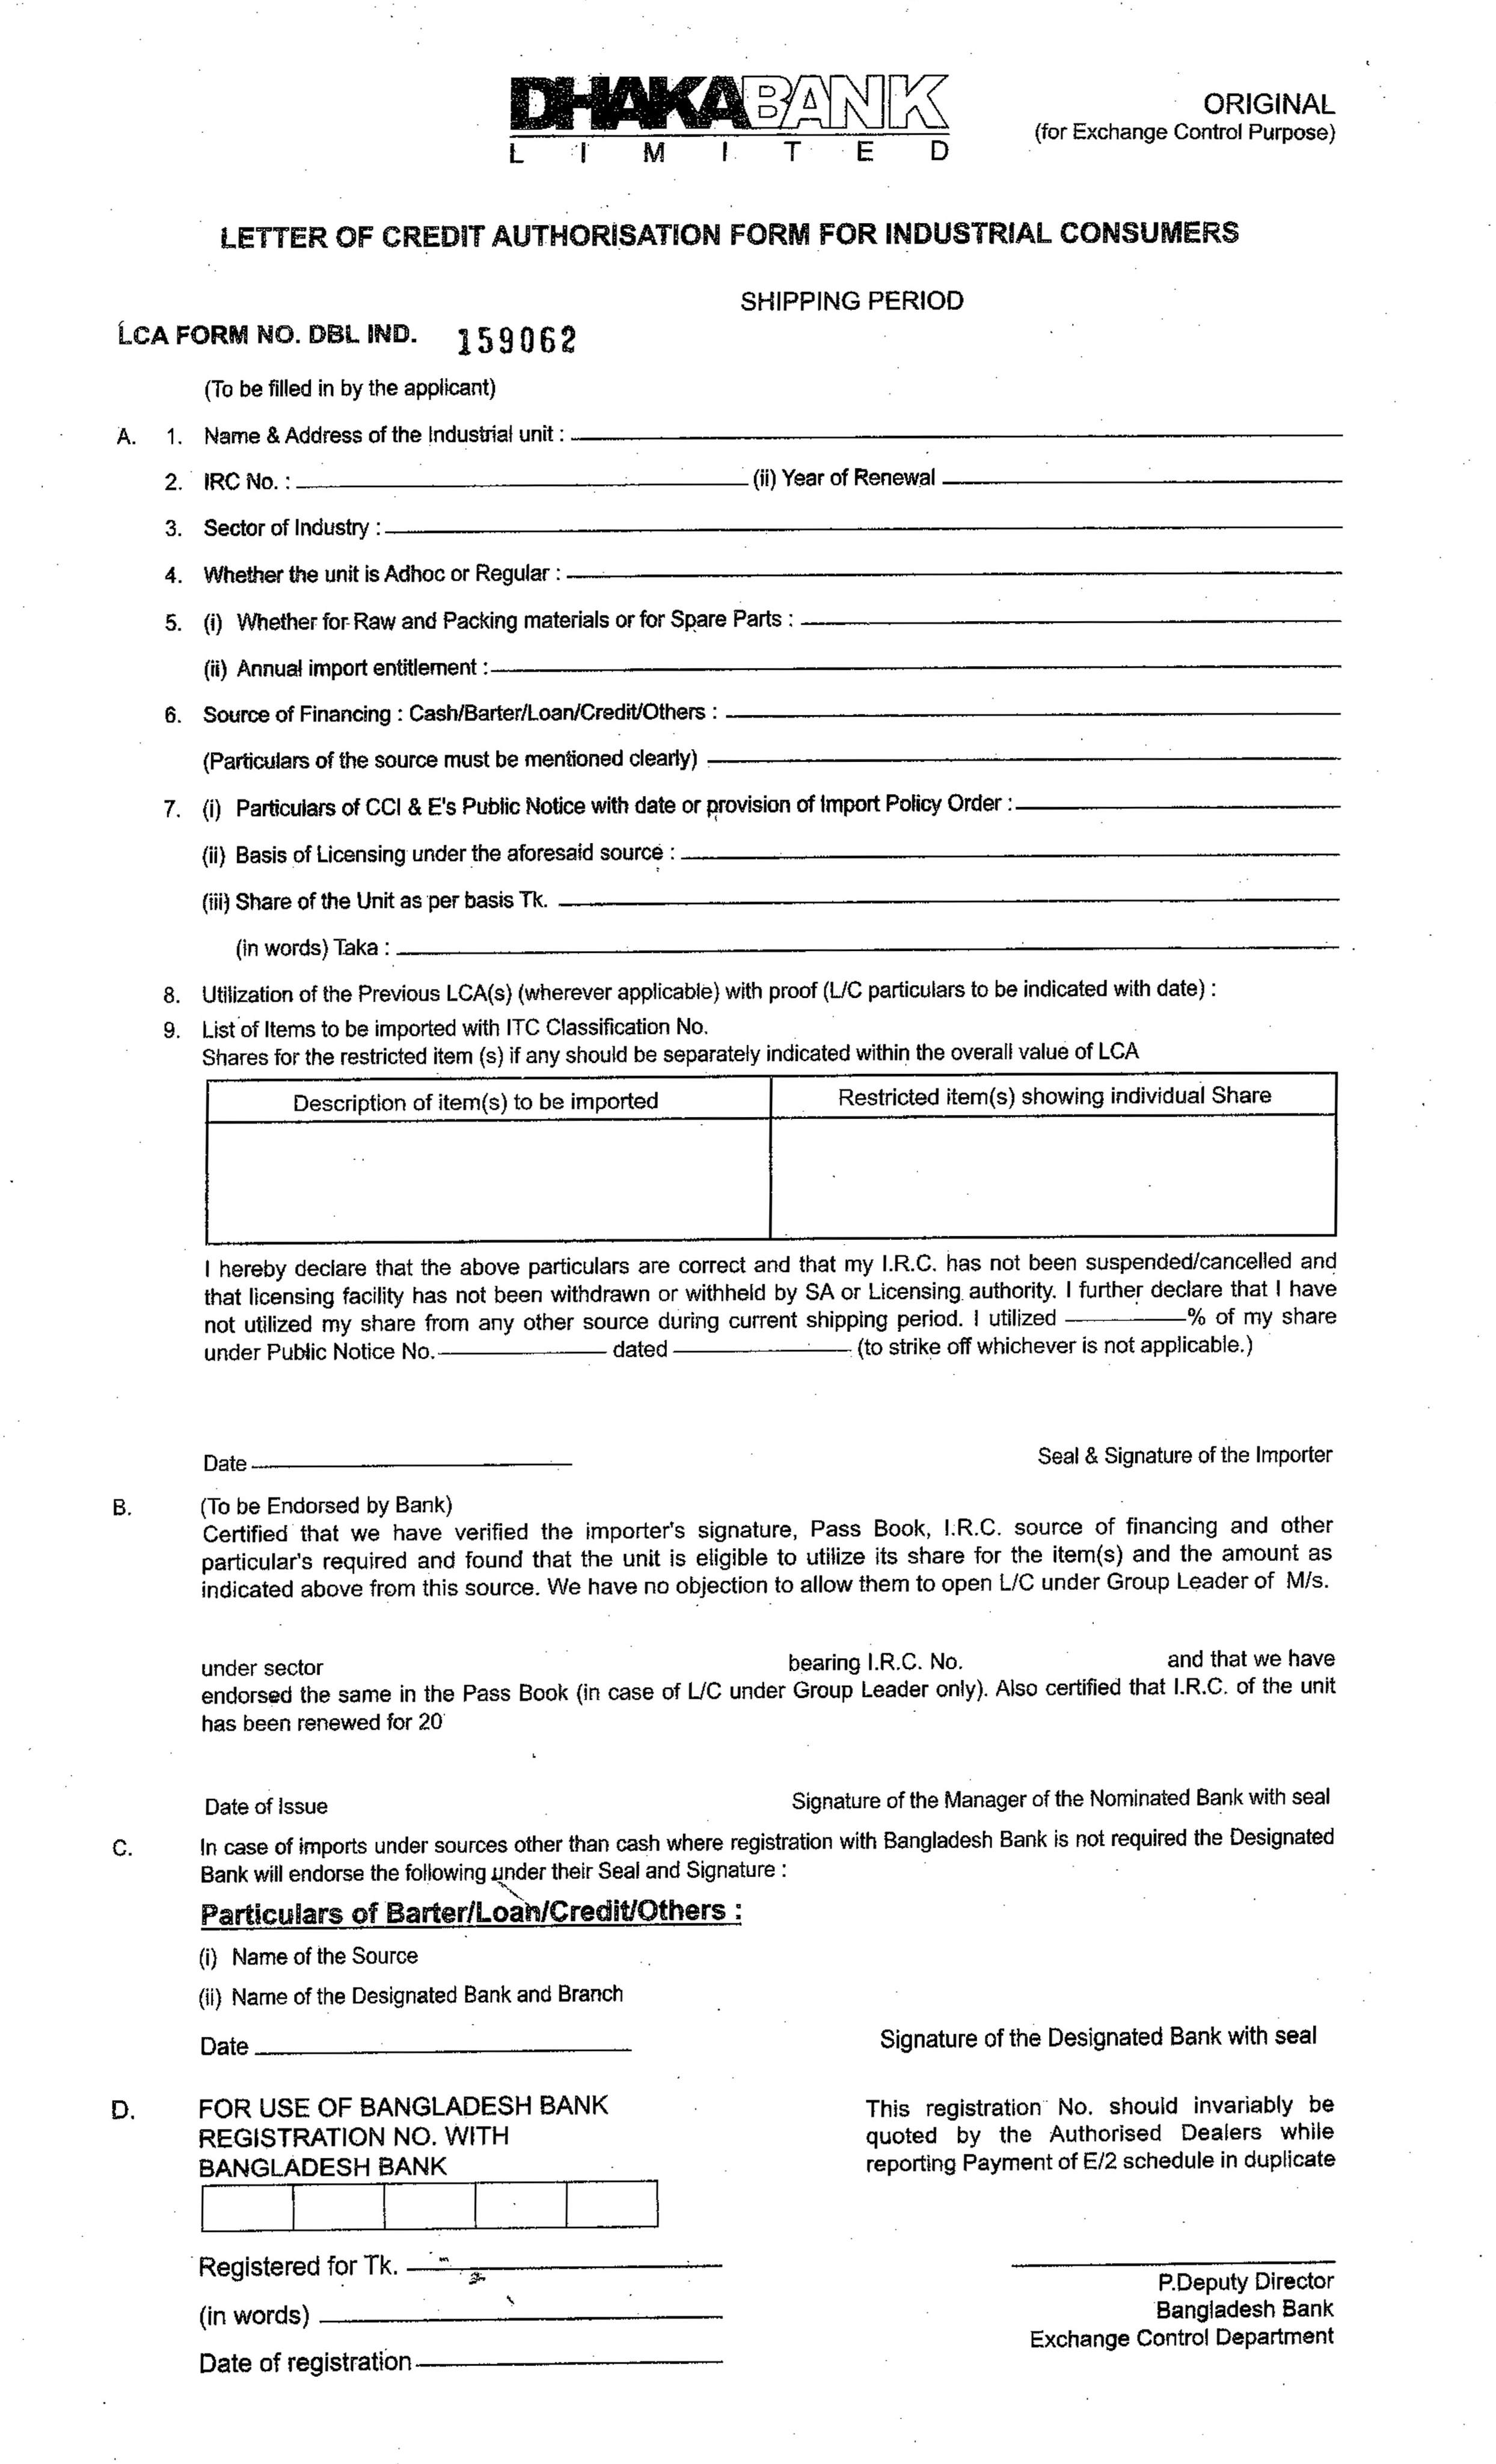 DHAKABANK
LIMITED
ORIGINAL
(for Exchange Control Purpose)
LETTER OF CREDIT AUTHORISATION FORM FOR INDUSTRIAL CONSUMERS
SHIPPING PERIOD
LCA FORM NO. DBL IND. 159062
(To be filled in by the applicant)
A. 1. Name & Address of the Industrial unit :
2. IRC No. : (ii) Year of Renewal
3. Sector of Industry :
4. Whether the unit is Adhoc or Regular :
5. (i) Whether for Raw and Packing materials or for Spare Parts :
(ii) Annual import entitlement :
6. Source of Financing : Cash/Barter/Loan/Credit/Others :
(Particulars of the source must be mentioned clearly)
7. (i) Particulars of CCI & E's Public Notice with date or provision of Import Policy Order :
(ii) Basis of Licensing under the aforesaid source :
(iii) Share of the Unit as per basis Tk.
(in words) Taka :
8. Utilization of the Previous LCA(s) (wherever applicable) with proof (L/C particulars to be indicated with date) :
9. List of Items to be imported with ITC Classification No.
Shares for the restricted item (s) if any should be separately indicated within the overall value of LCA
Description of item(s) to be imported
Restricted item(s) showing individual Share
I hereby declare that the above particulars are correct and that my I.R.C. has not been suspended/cancelled and
that licensing facility has not been withdrawn or withheld by SA or Licensing authority. I further declare that I have
not utilized my share from any other source during current shipping period. I utilized % of my share
under Public Notice No. dated (to strike off whichever is not applicable.)
Date
Seal & Signature of the Importer
B. (To be Endorsed by Bank)
Certified that we have verified the importer's signature, Pass Book, I.R.C. source of financing and other
particular's required and found that the unit is eligible to utilize its share for the item(s) and the amount as
indicated above from this source. We have no objection to allow them to open L/C under Group Leader of M/s.
under sector bearing I.R.C. No. and that we have
endorsed the same in the Pass Book (in case of L/C under Group Leader only). Also certified that I.R.C. of the unit
has been renewed for 20
Date of Issue
Signature of the Manager of the Nominated Bank with seal
C. In case of imports under sources other than cash where registration with Bangladesh Bank is not required the Designated
Bank will endorse the following under their Seal and Signature :
Particulars of Barter/Loan/Credit/Others :
(i) Name of the Source
(ii) Name of the Designated Bank and Branch
Date
Signature of the Designated Bank with seal
D. FOR USE OF BANGLADESH BANK
REGISTRATION NO. WITH
BANGLADESH BANK
This registration No. should invariably be
quoted by the Authorised Dealers while
reporting Payment of E/2 schedule in duplicate
Registered for Tk.
(in words)
Date of registration
P.Deputy Director
Bangladesh Bank
Exchange Control Department